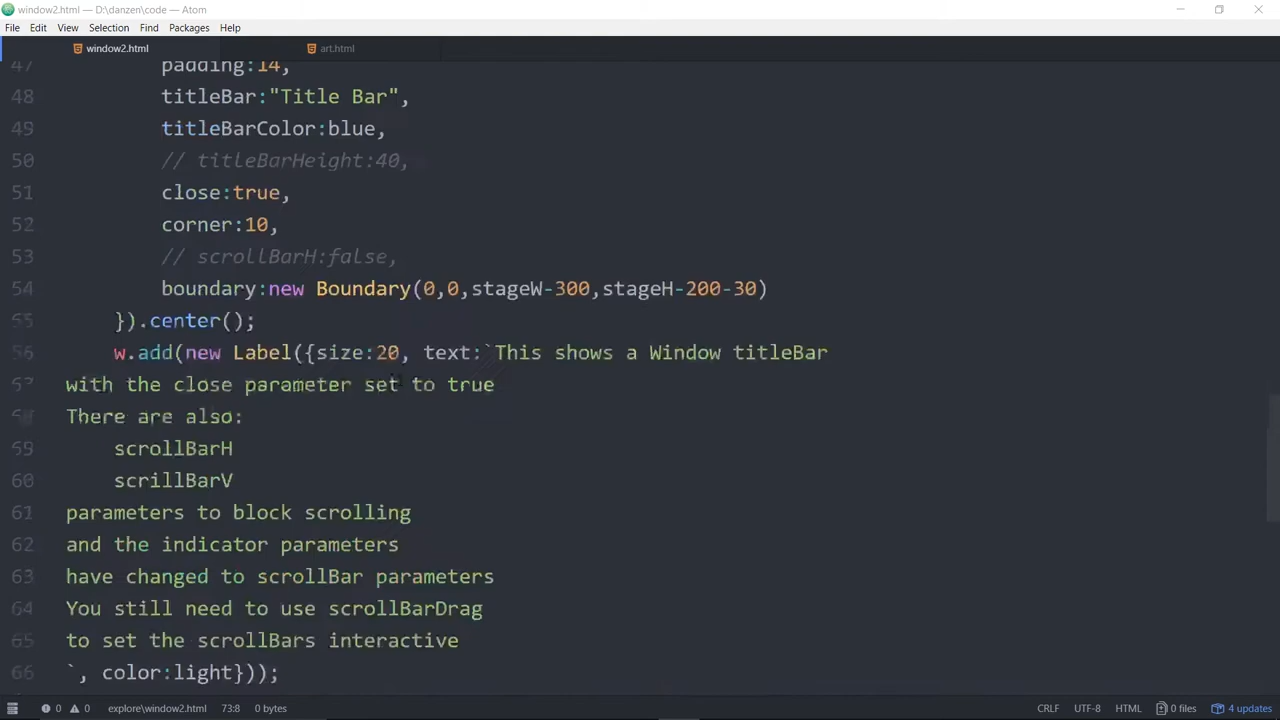 window2.html — D:\danzen\code — Atom
File Edit View Selection Find Packages Help
window2.html art.html
47 padding:14,
48 titleBar:"Title Bar",
49 titleBarColor:blue,
50 // titleBarHeight:40,
51 close:true,
52 corner:10,
53 // scrollBarH:false,
54 boundary:new Boundary(0,0,stageW-300,stageH-200-30)
55 }).center();
56 w.add(new Label({size:20, text:`This shows a Window titleBar
57 with the close parameter set to true
58 There are also:
59 scrollBarH
60 scrillBarV
61 parameters to block scrolling
62 and the indicator parameters
63 have changed to scrollBar parameters
64 You still need to use scrollBarDrag
65 to set the scrollBars interactive
66 `, color:light}));
0 0 explore\window2.html 73:8 0 bytes CRLF UTF-8 HTML 0 files 4 updates